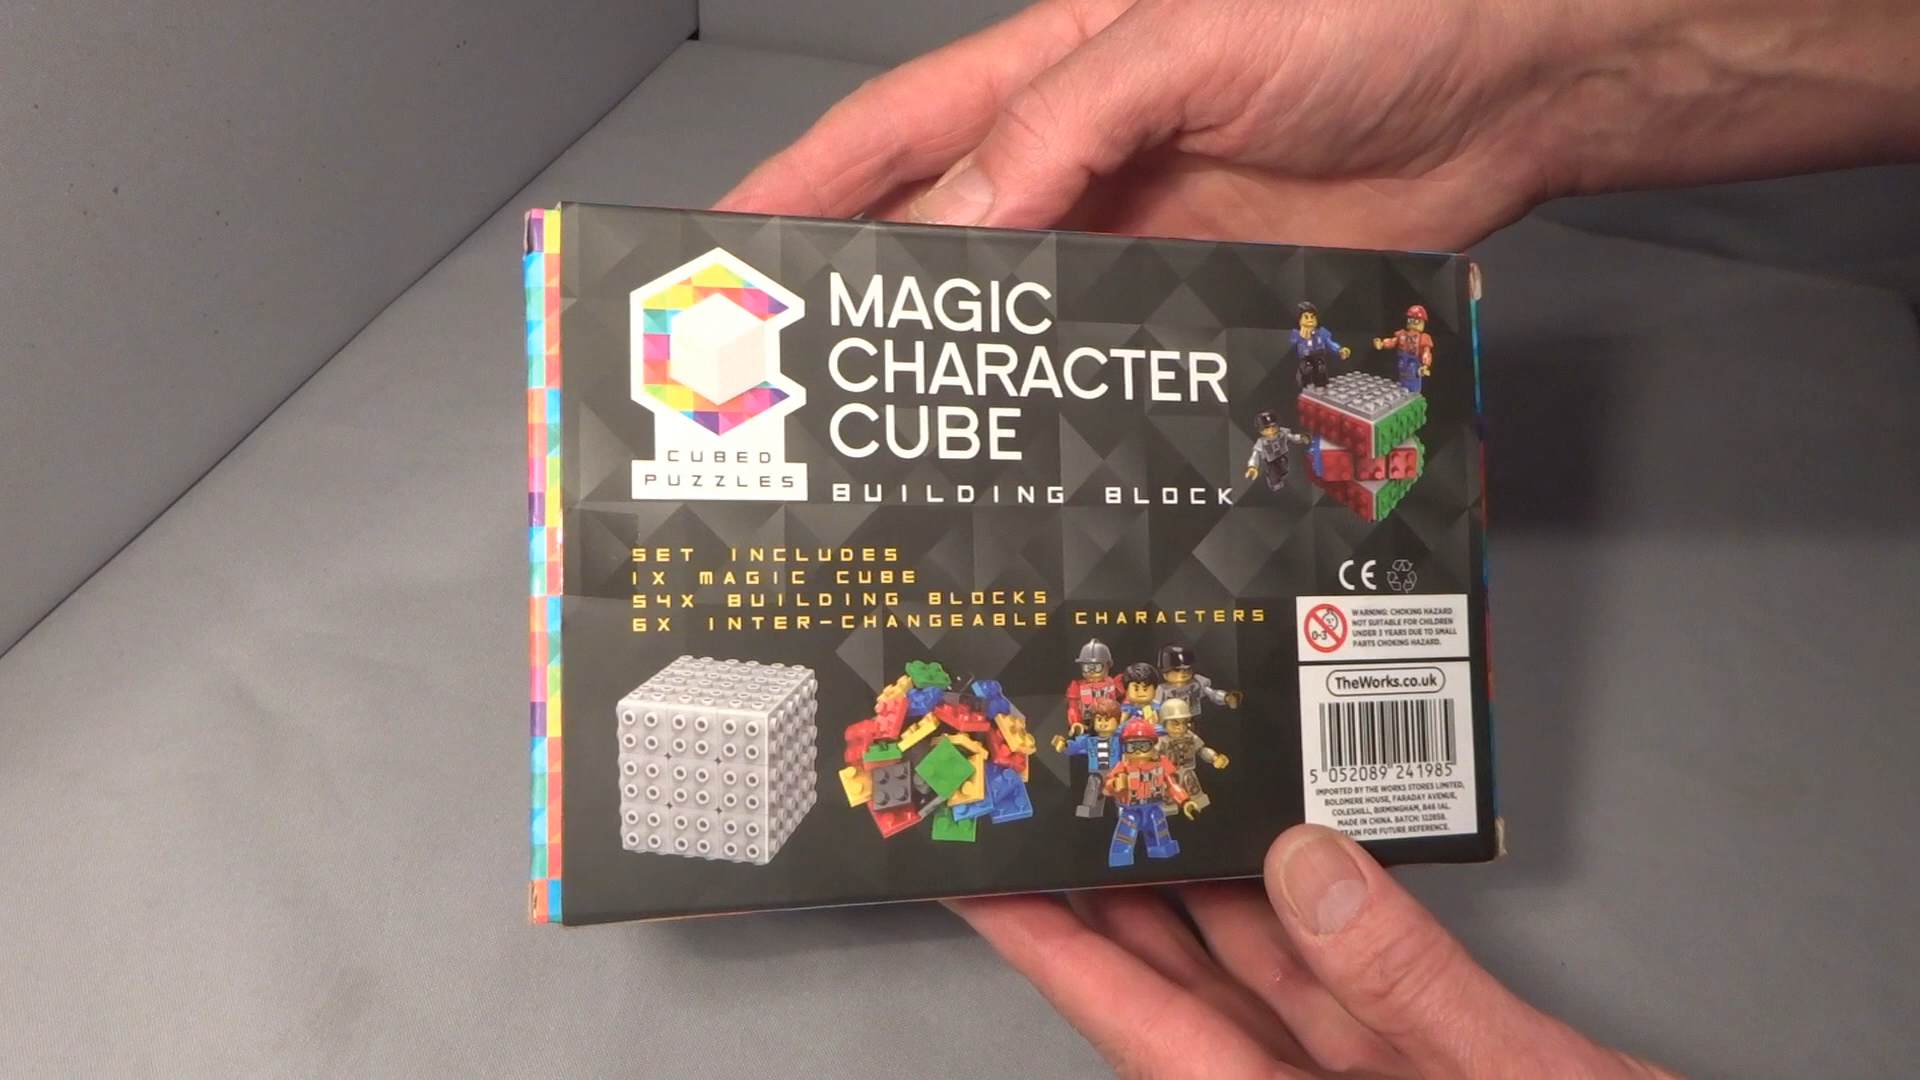 MAGIC
CHARACTER
CUBE
BUILDING BLOCK
CUBED
PUZZLES
SET INCLUDES
1X MAGIC CUBE
54X BUILDING BLOCKS
6X INTER-CHANGEABLE CHARACTERS
CE
0-3
WARNING: CHOKING HAZARD
NOT SUITABLE FOR CHILDREN
UNDER 3 YEARS DUE TO SMALL
PARTS CHOKING HAZARD.
TheWorks.co.uk
5 052089 241985
IMPORTED BY THE WORKS STORES LIMITED,
BOLDMERE HOUSE, FARADAY AVENUE,
COLESHILL, BIRMINGHAM, B46 1AL.
MADE IN CHINA. BATCH: 122858.
FOR FUTURE REFERENCE.